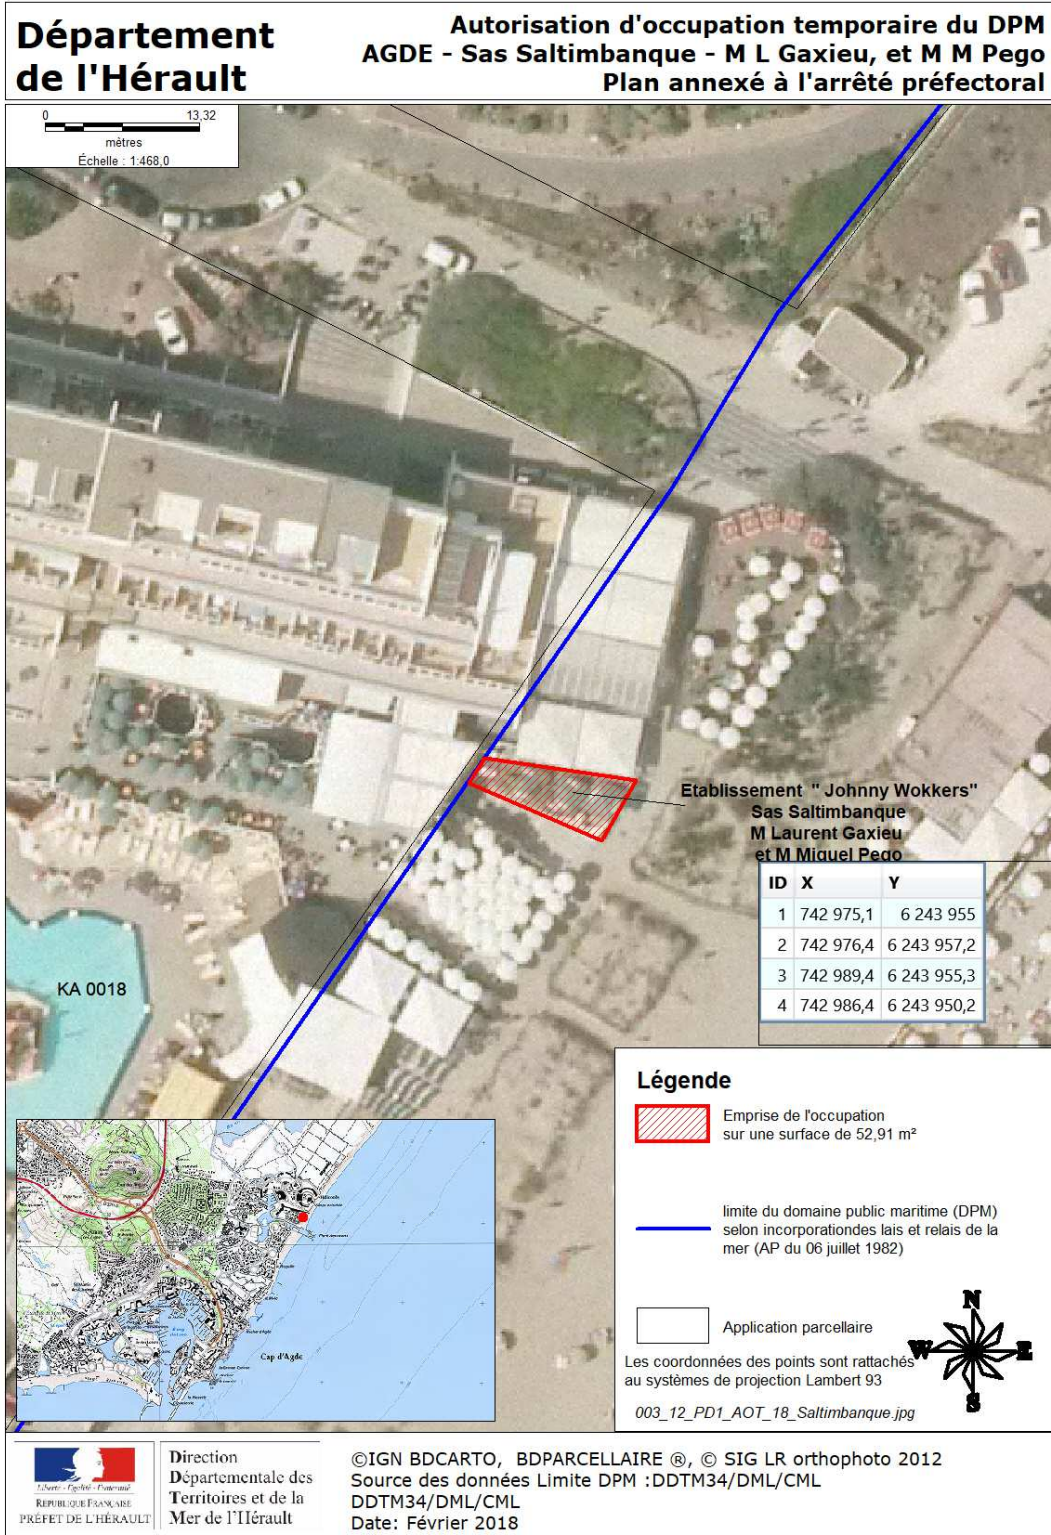 Département
de l'Hérault
Autorisation d'occupation temporaire du DPM
AGDE - Sas Saltimbanque - M L Gaxieu, et M M Pego
Plan annexé à l'arrêté préfectoral
0 13,32
mètres
Échelle : 1:468,0
Etablissement " Johnny Wokkers"
Sas Saltimbanque
M Laurent Gaxieu
et M Miguel Pego
ID X Y
1 742 975,1 6 243 955
2 742 976,4 6 243 957,2
3 742 989,4 6 243 955,3
4 742 986,4 6 243 950,2
KA 0018
Légende
Emprise de l'occupation
sur une surface de 52,91 m²
limite du domaine public maritime (DPM)
selon incorporationdes lais et relais de la
mer (AP du 06 juillet 1982)
Application parcellaire
Les coordonnées des points sont rattachés
au systèmes de projection Lambert 93
003_12_PD1_AOT_18_Saltimbanque.jpg
N
W E
S
Cap d'Agde
Liberté • Égalité • Fraternité
RÉPUBLIQUE FRANÇAISE
PRÉFET DE L'HÉRAULT
Direction
Départementale des
Territoires et de la
Mer de l'Hérault
©IGN BDCARTO, BDPARCELLAIRE ®, © SIG LR orthophoto 2012
Source des données Limite DPM :DDTM34/DML/CML
DDTM34/DML/CML
Date: Février 2018